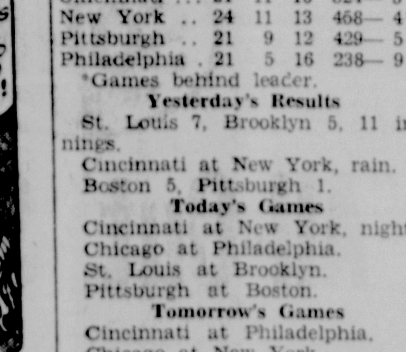 New York .. 24 11 13 458— 4
Pittsburgh .. 21 9 12 429— 5
Philadelphia . 21 5 16 238— 9
*Games behind leader.
Yesterday's Results
St. Louis 7, Brooklyn 5, 11 in
nings.
Cincinnati at New York, rain.
Boston 5, Pittsburgh 1.
Today's Games
Cincinnati at New York, night
Chicago at Philadelphia.
St. Louis at Brooklyn.
Pittsburgh at Boston.
Tomorrow's Games
Cincinnati at Philadelphia.